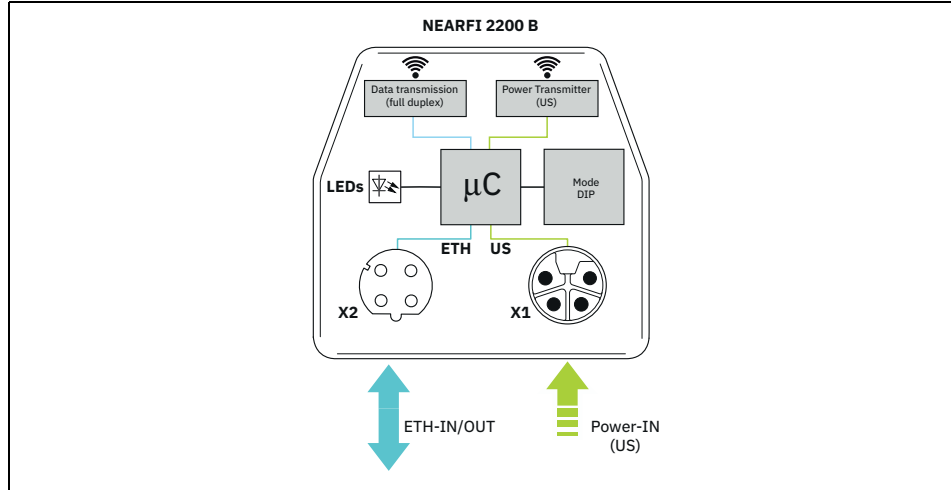 NEARFI 2200 B
Data transmission
(full duplex)
Power Transmitter
(US)
LEDs
μC
Mode
DIP
ETH
US
X2
X1
ETH-IN/OUT
Power-IN
(US)